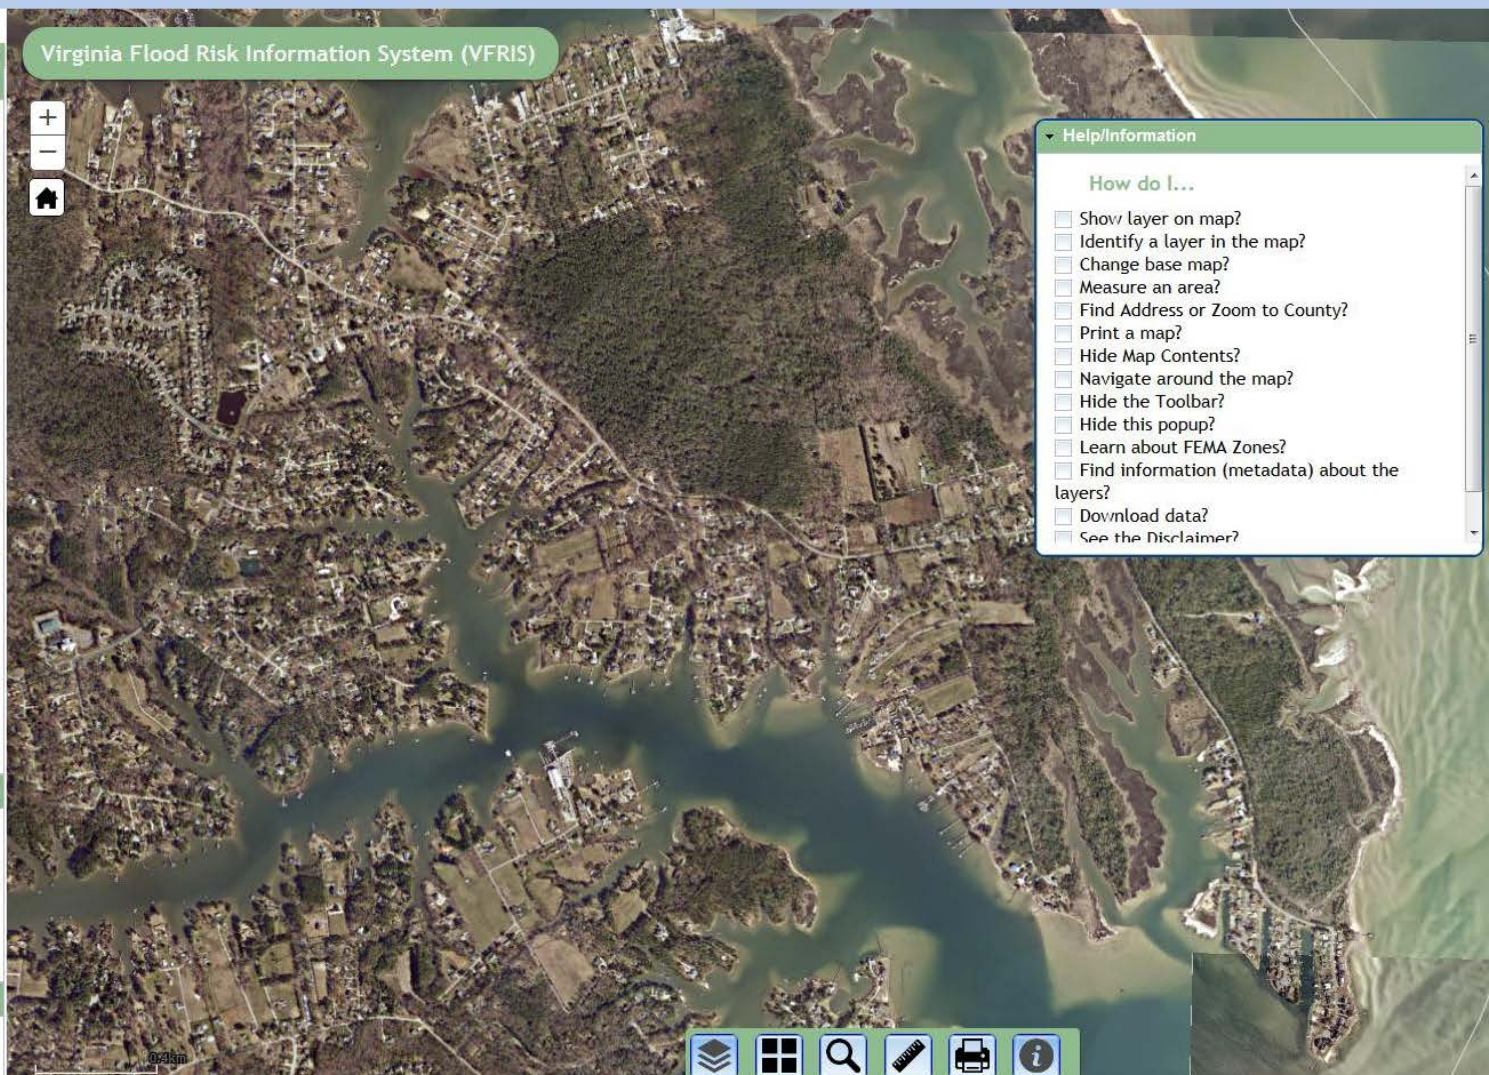 Virginia Flood Risk Information System (VFRIS)
+
−
Help/Information
How do I...
Show layer on map?
Identify a layer in the map?
Change base map?
Measure an area?
Find Address or Zoom to County?
Print a map?
Hide Map Contents?
Navigate around the map?
Hide the Toolbar?
Hide this popup?
Learn about FEMA Zones?
Find information (metadata) about the
layers?
Download data?
See the Disclaimer?
0.4km
i